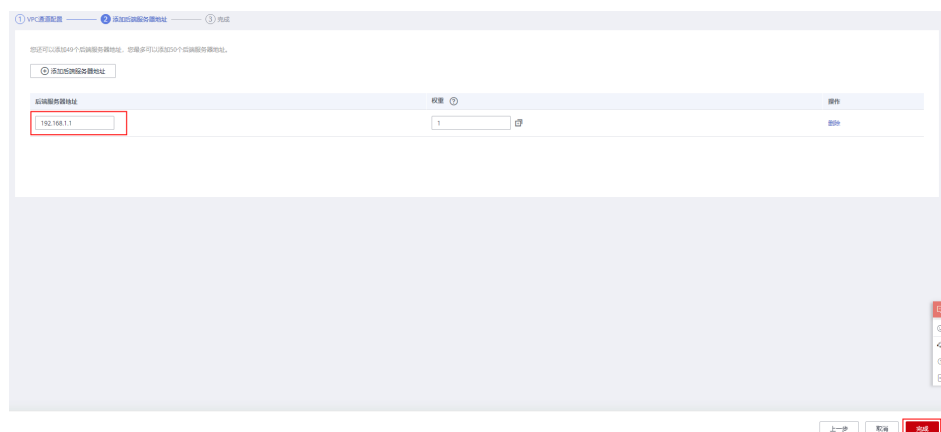 1 VPC通道配置 2 添加后端服务器地址 3 完成
您还可以添加49个后端服务器地址，您最多可以添加50个后端服务器地址。
添加后端服务器地址
后端服务器地址 权重 操作
192.168.1.1 1 删除
上一步 取消 完成